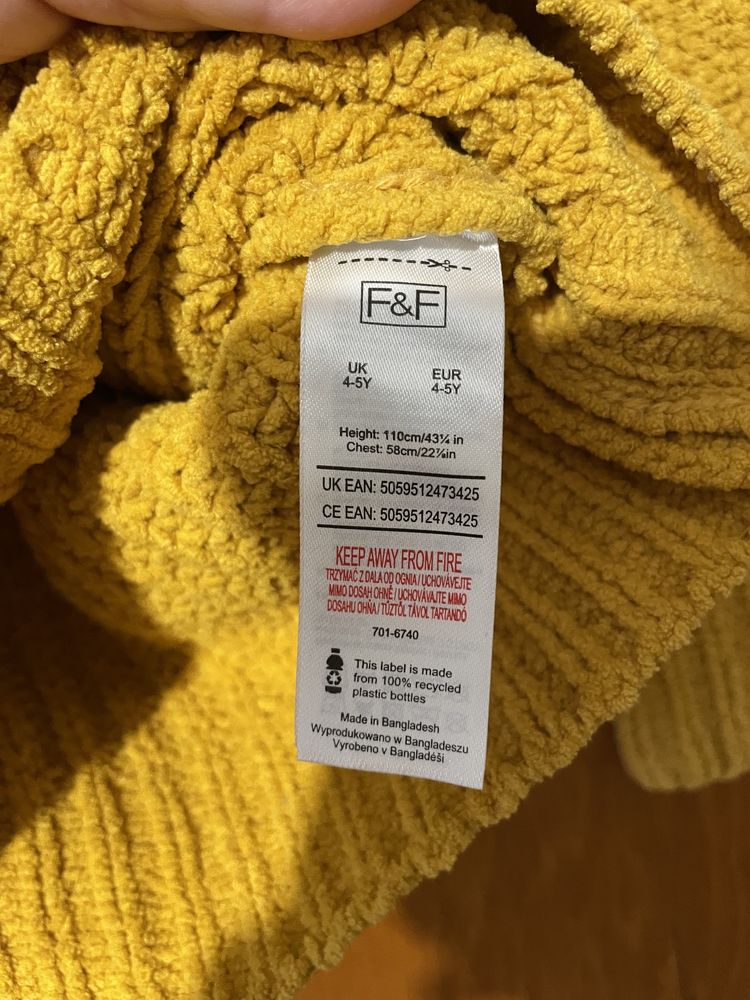 F&F
UK EUR
4-5Y 4-5Y
Height: 110cm/43¼ in
Chest: 58cm/22⅞in
UK EAN: 5059512473425
CE EAN: 5059512473425
KEEP AWAY FROM FIRE
TRZYMAĆ Z DALA OD OGNIA / UCHOVÁVEJTE
MIMO DOSAH OHNĚ / UCHOVÁVAJTE MIMO
DOSAHU OHŇA / TŰZTŐL TÁVOL TARTANDÓ
701-6740
This label is made
from 100% recycled
plastic bottles
Made in Bangladesh
Wyprodukowano w Bangladeszu
Vyrobeno v Bangladéši